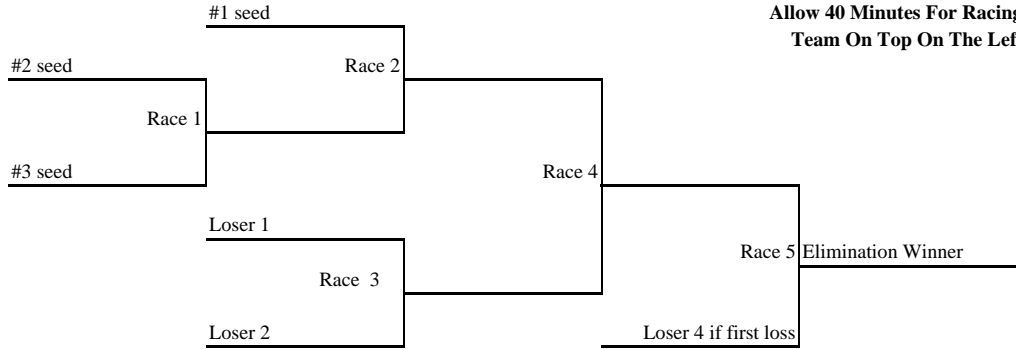 #1 seed
Allow 40 Minutes For Racing
Team On Top On The Lef
#2 seed
Race 2
Race 1
#3 seed
Race 4
Loser 1
Race 5 Elimination Winner
Race 3
Loser 2
Loser 4 if first loss